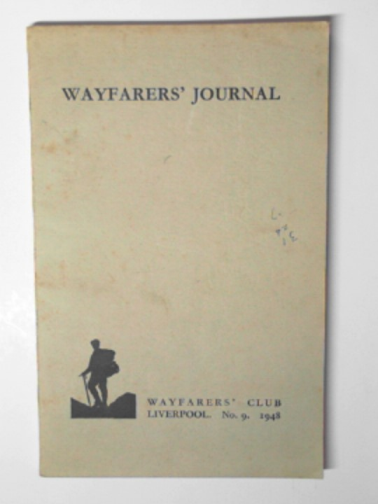 WAYFARERS' JOURNAL
WAYFARERS' CLUB
LIVERPOOL. No. 9. 1948